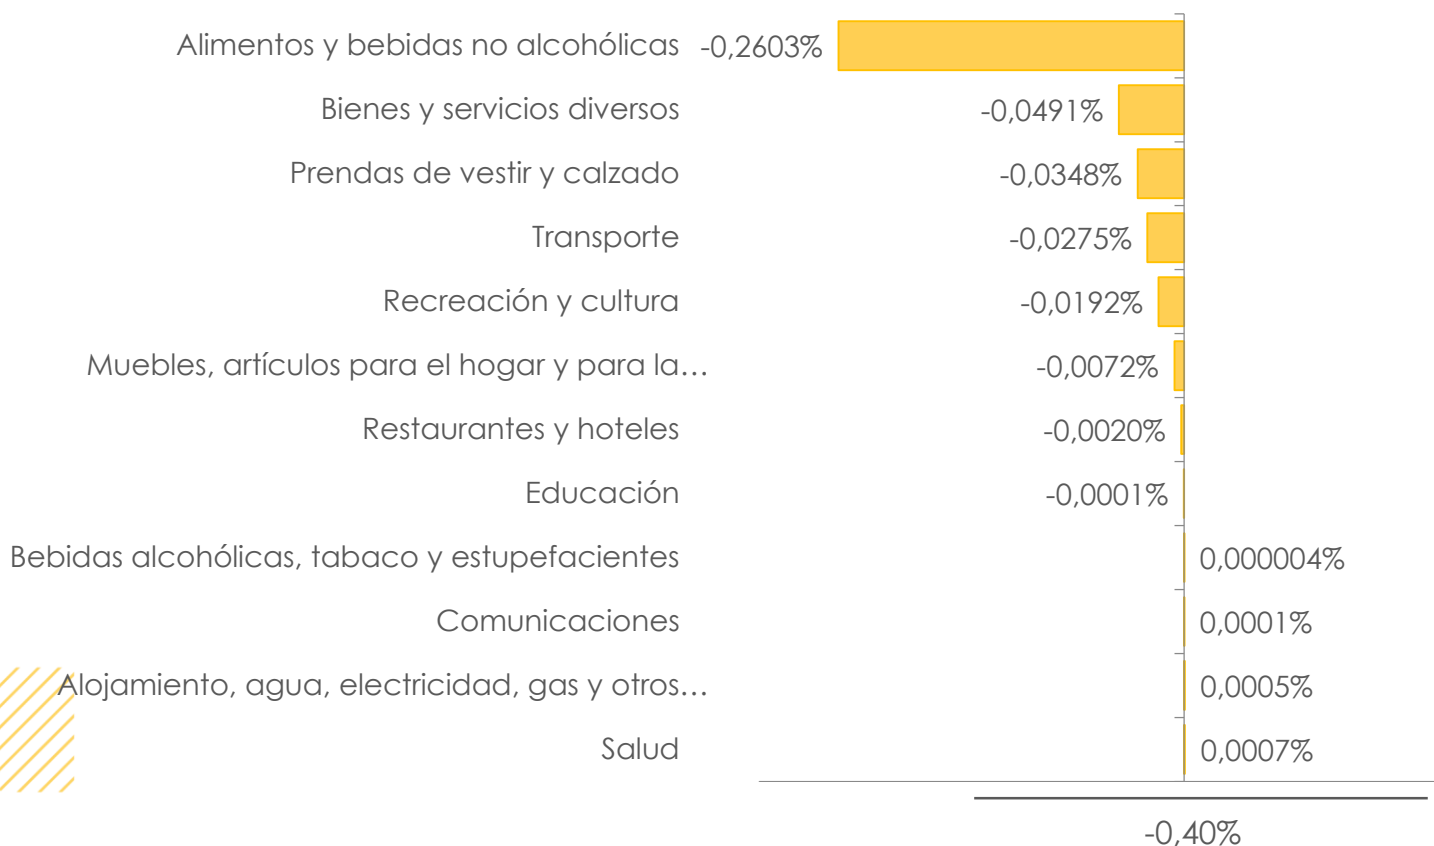 Alimentos y bebidas no alcohólicas -0,2603%
Bienes y servicios diversos -0,0491%
Prendas de vestir y calzado -0,0348%
Transporte -0,0275%
Recreación y cultura -0,0192%
Muebles, artículos para el hogar y para la… -0,0072%
Restaurantes y hoteles -0,0020%
Educación -0,0001%
Bebidas alcohólicas, tabaco y estupefacientes 0,000004%
Comunicaciones 0,0001%
Alojamiento, agua, electricidad, gas y otros… 0,0005%
Salud 0,0007%
-0,40%